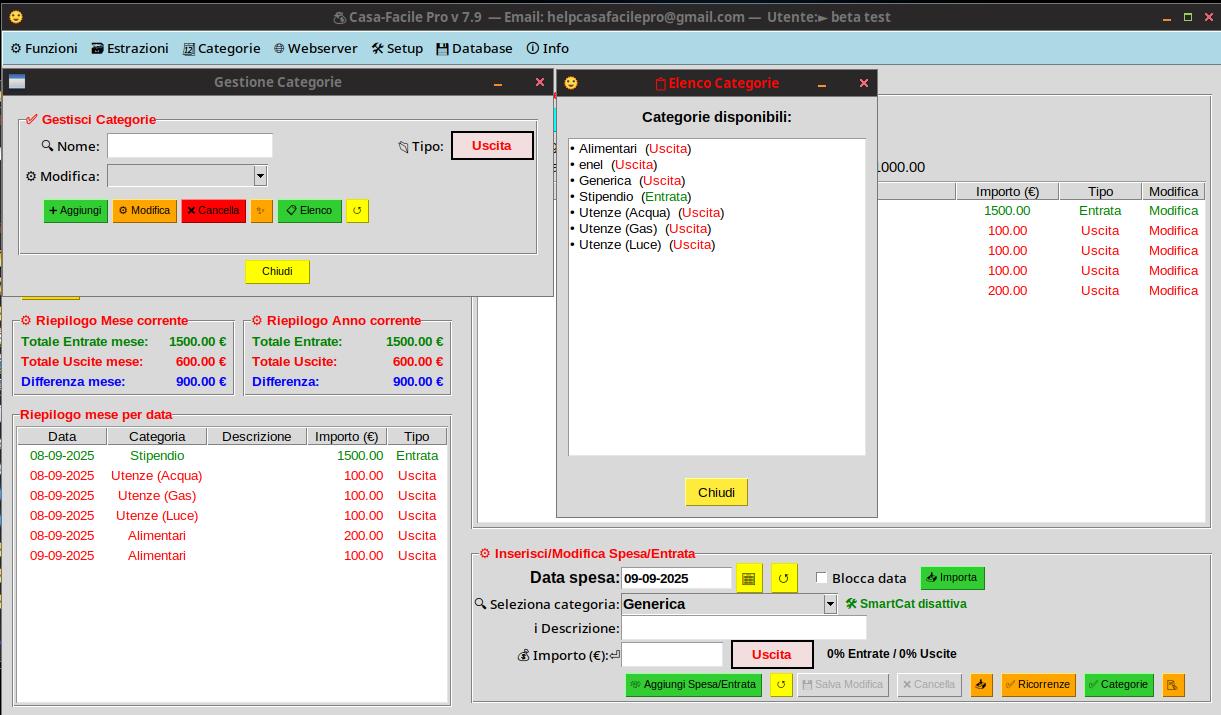 Casa-Facile Pro v 7.9 — Email: helpcasafacilepro@gmail.com — Utente:► beta test
Funzioni Estrazioni Categorie Webserver Setup Database Info
Gestione Categorie
Gestisci Categorie
Nome: Tipo: Uscita
Modifica:
+ Aggiungi Modifica Cancella Elenco
Chiudi
Elenco Categorie
Categorie disponibili:
• Alimentari (Uscita)
• enel (Uscita)
• Generica (Uscita)
• Stipendio (Entrata)
• Utenze (Acqua) (Uscita)
• Utenze (Gas) (Uscita)
• Utenze (Luce) (Uscita)
Chiudi
1000.00
Importo (€) Tipo Modifica
1500.00 Entrata Modifica
100.00 Uscita Modifica
100.00 Uscita Modifica
100.00 Uscita Modifica
200.00 Uscita Modifica
Riepilogo Mese corrente
Totale Entrate mese: 1500.00 €
Totale Uscite mese: 600.00 €
Differenza mese: 900.00 €
Riepilogo Anno corrente
Totale Entrate: 1500.00 €
Totale Uscite: 600.00 €
Differenza: 900.00 €
Riepilogo mese per data
Data Categoria Descrizione Importo (€) Tipo
08-09-2025 Stipendio 1500.00 Entrata
08-09-2025 Utenze (Acqua) 100.00 Uscita
08-09-2025 Utenze (Gas) 100.00 Uscita
08-09-2025 Utenze (Luce) 100.00 Uscita
08-09-2025 Alimentari 200.00 Uscita
09-09-2025 Alimentari 100.00 Uscita
Inserisci/Modifica Spesa/Entrata
Data spesa: 09-09-2025 Blocca data Importa
Seleziona categoria: Generica SmartCat disattiva
i Descrizione:
Importo (€):⏎ Uscita 0% Entrate / 0% Uscite
Aggiungi Spesa/Entrata Salva Modifica Cancella Ricorrenze Categorie